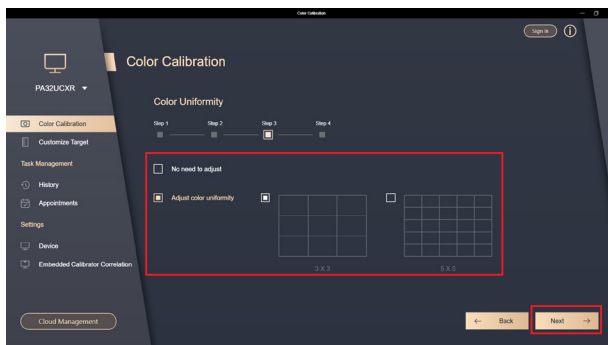 Color Calibration
Sign In
Color Calibration
PA32UCXR
Color Uniformity
Step 1 Step 2 Step 3 Step 4
Color Calibration
Customize Target
Task Management
No need to adjust
History
Adjust color uniformity
Appointments
Settings
Device
Embedded Calibrator Correlation
3 X 3
5 X 5
Cloud Management
Back
Next